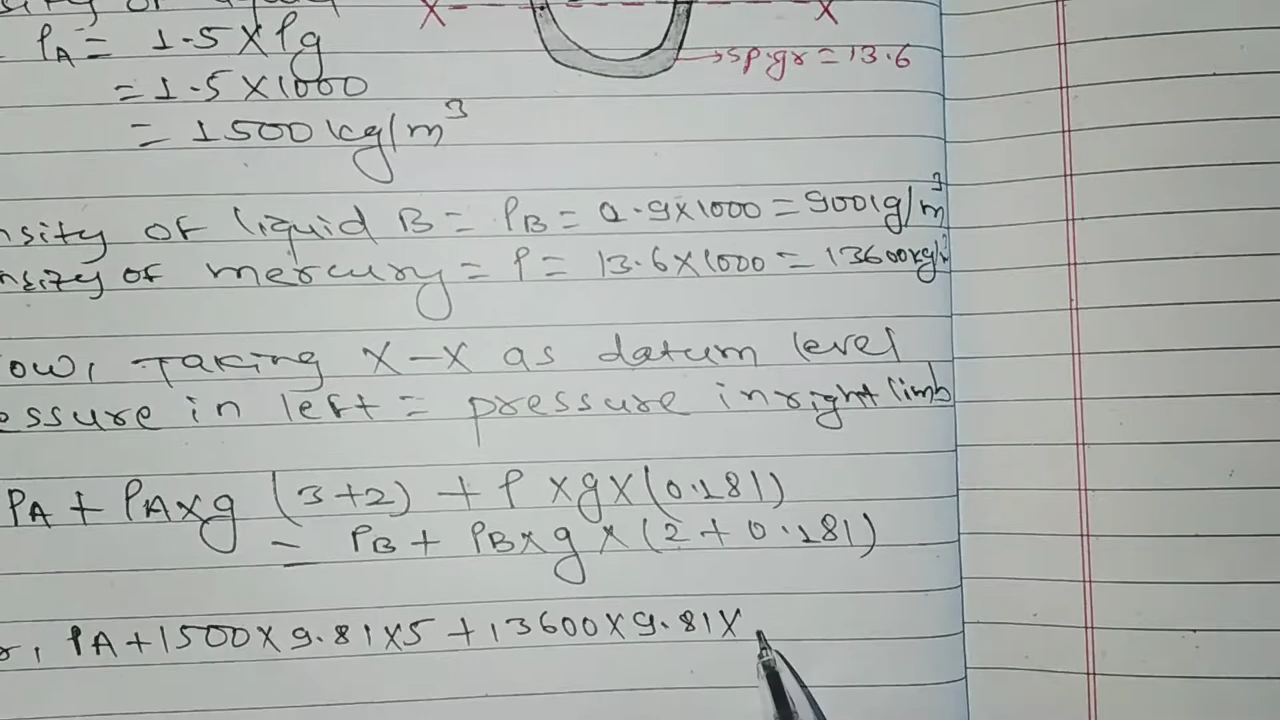 X X
ρA = 1.5 X ρg
→ sp.gr = 13.6
= 1.5 X 1000
= 1500 kg/m³
nsity of liquid B = ρB = 0.9 X 1000 = 900 kg/m³
nsity of mercury = ρ = 13.6 X 1000 = 13600 kg/
ow, Taking X-X as datum level
essure in left = pressure in right limb
PA + ρA x g (3+2) + ρ X g X (0.181)
= PB + ρB x g x (2 + 0.181)
r, PA + 1500 X 9.81 X 5 + 13600 X 9.81 X